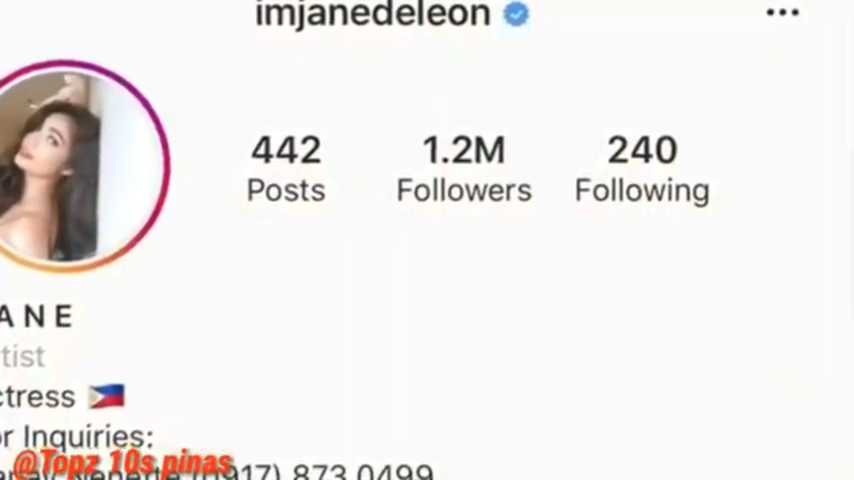 imjanedeleon
442 1.2M 240
Posts Followers Following
ANE
tist
ctress
or Inquiries:
@Topz 10s pinas
Nenette (0917) 873 0499